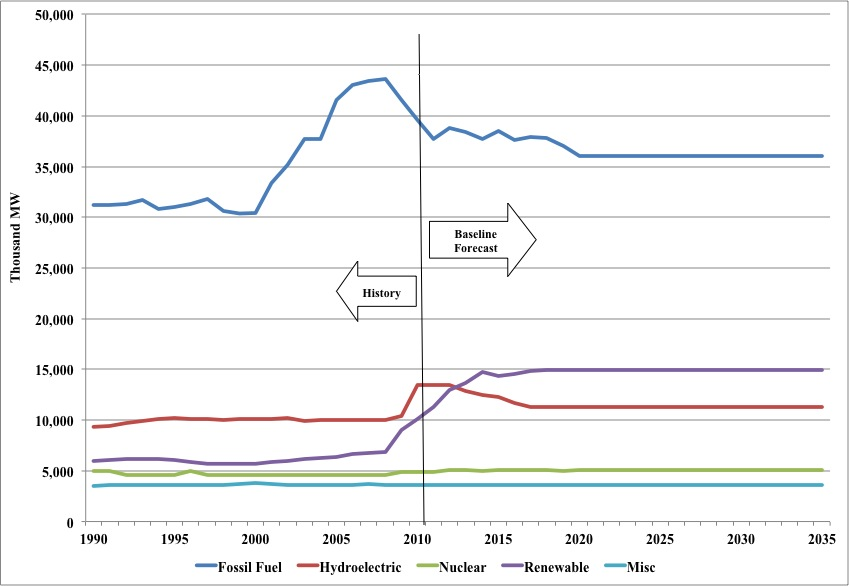 50,000
45,000
40,000
35,000
30,000
25,000
20,000
15,000
10,000
5,000
0
Thousand MW
Baseline
Forecast
History
1990 1995 2000 2005 2010 2015 2020 2025 2030 2035
Fossil Fuel Hydroelectric Nuclear Renewable Misc